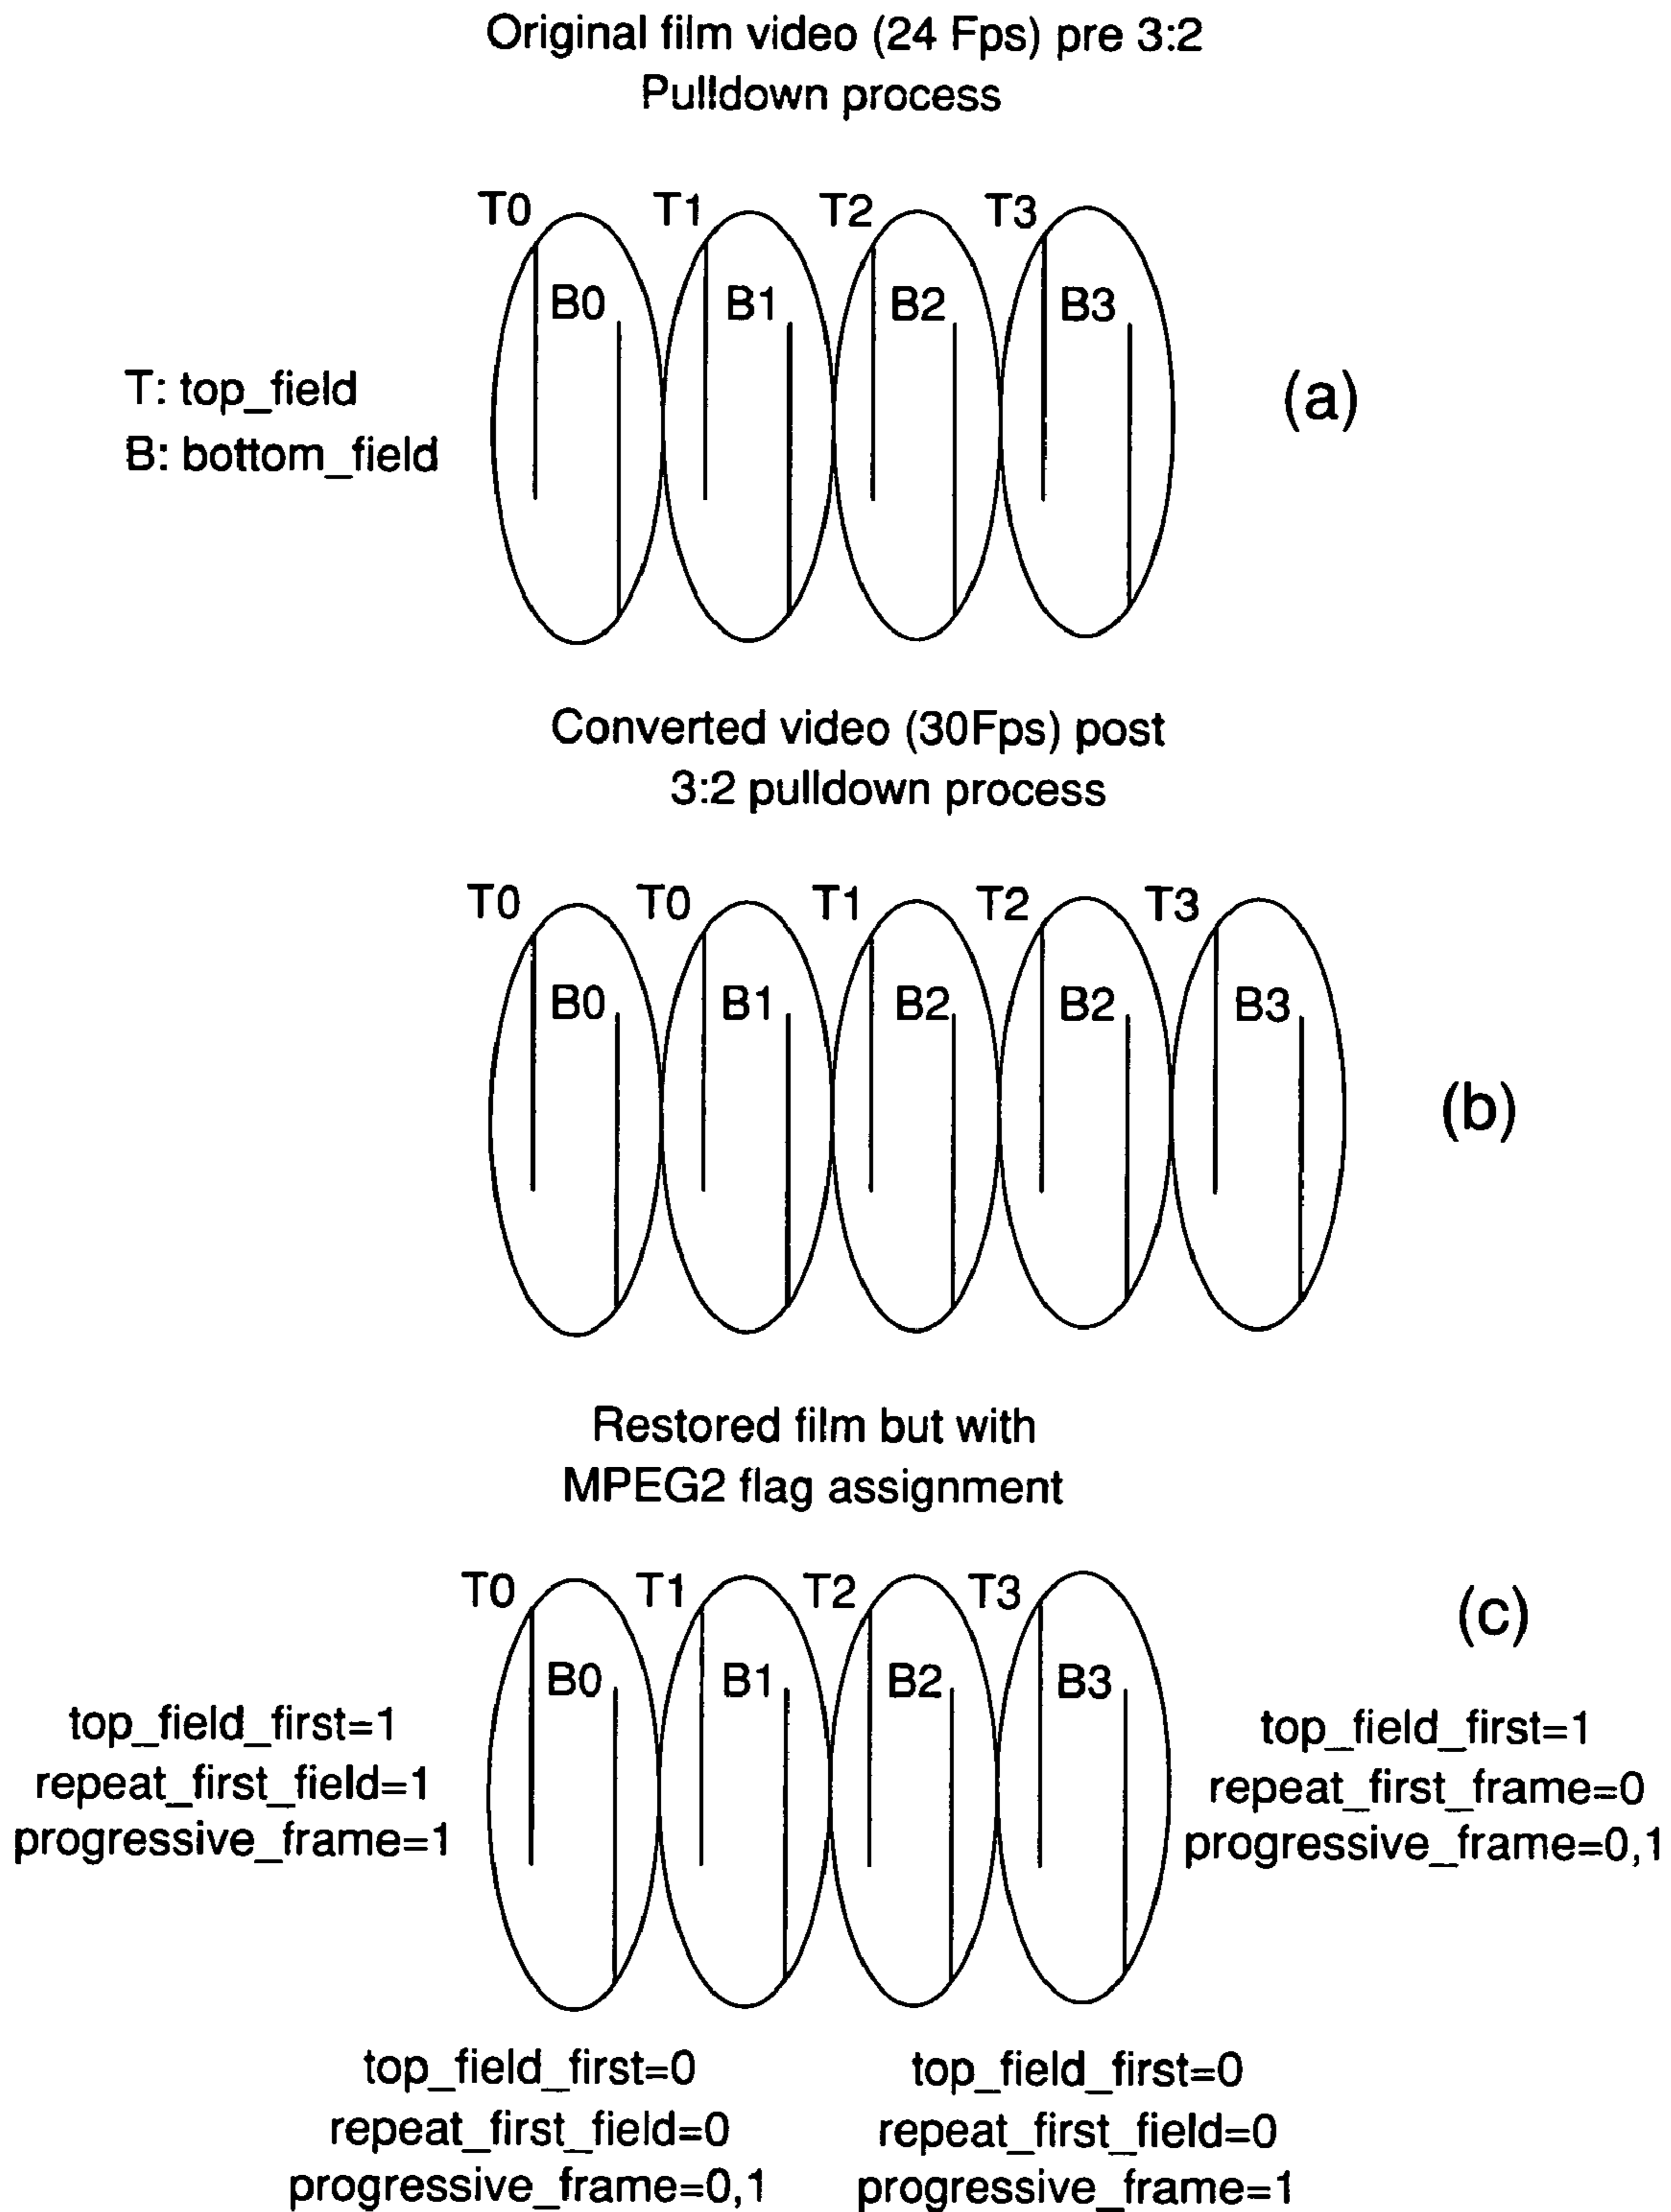 Original film video (24 Fps) pre 3:2
Pulldown process
T0 T1 T2 T3
B0 B1 B2 B3
T: top_field
B: bottom_field
(a)
Converted video (30Fps) post
3:2 pulldown process
T0 T0 T1 T2 T3
B0 B1 B2 B2 B3
(b)
Restored film but with
MPEG2 flag assignment
T0 T1 T2 T3
(c)
B0 B1 B2 B3
top_field_first=1
repeat_first_field=1
progressive_frame=1
top_field_first=1
repeat_first_frame=0
progressive_frame=0,1
top_field_first=0
repeat_first_field=0
progressive_frame=0,1
top_field_first=0
repeat_first_field=0
progressive_frame=1